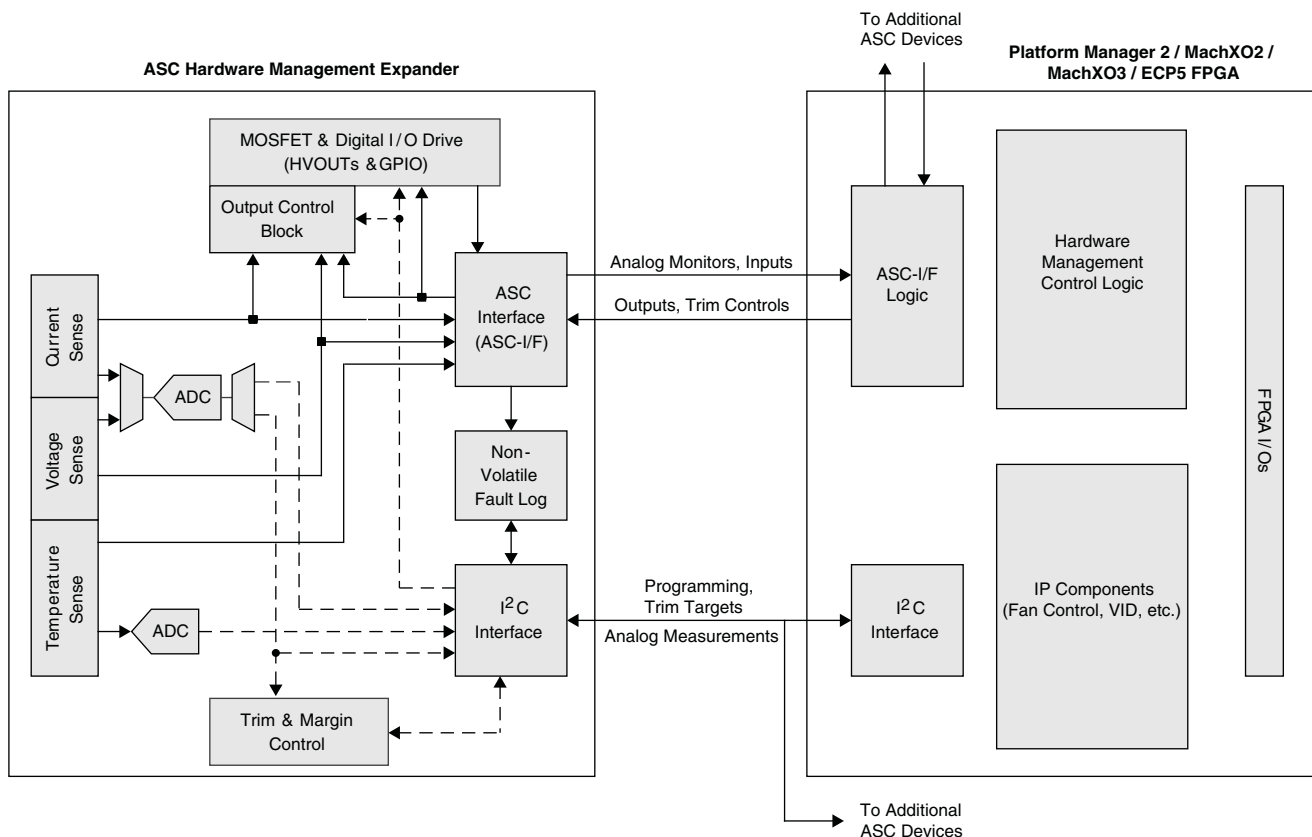 To Additional
ASC Devices
ASC Hardware Management Expander
Platform Manager 2 / MachXO2 /
MachXO3 / ECP5 FPGA
MOSFET & Digital I/O Drive
(HVOUTs & GPIO)
Output Control
Block
ASC
Interface
(ASC-I/F)
Analog Monitors, Inputs
Outputs, Trim Controls
ASC-I/F
Logic
Hardware
Management
Control Logic
FPGA I/Os
Current
Sense
ADC
Voltage
Sense
Non-
Volatile
Fault Log
Temperature
Sense
ADC
I²C
Interface
Programming,
Trim Targets
Analog Measurements
I²C
Interface
IP Components
(Fan Control, VID, etc.)
Trim & Margin
Control
To Additional
ASC Devices